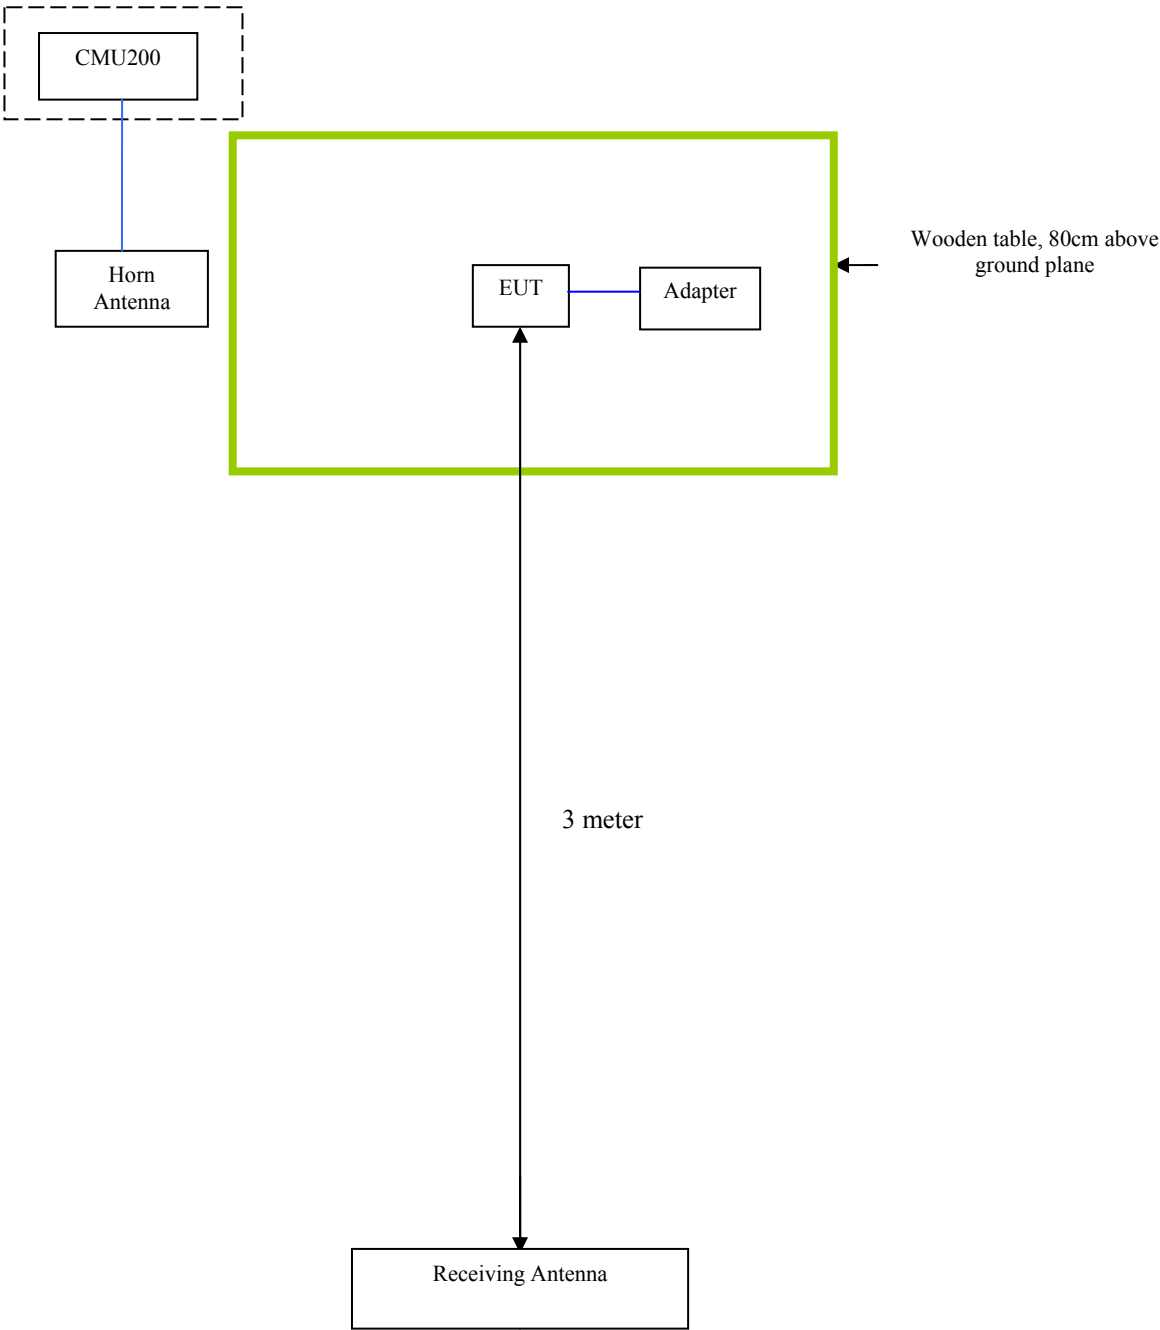 CMU200
Horn
Antenna
EUT
Adapter
Wooden table, 80cm above
ground plane
3 meter
Receiving Antenna